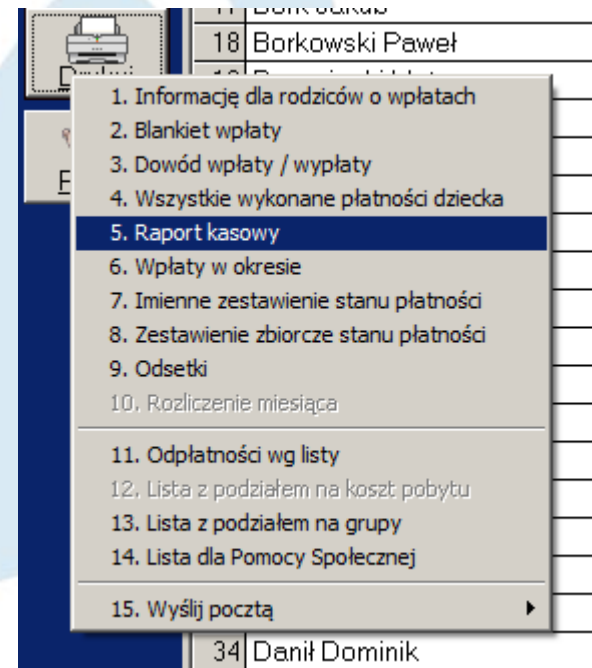 18 Borkowski Paweł
1. Informację dla rodziców o wpłatach
2. Blankiet wpłaty
3. Dowód wpłaty / wypłaty
4. Wszystkie wykonane płatności dziecka
5. Raport kasowy
6. Wpłaty w okresie
7. Imienne zestawienie stanu płatności
8. Zestawienie zbiorcze stanu płatności
9. Odsetki
10. Rozliczenie miesiąca
11. Odpłatności wg listy
12. Lista z podziałem na koszt pobytu
13. Lista z podziałem na grupy
14. Lista dla Pomocy Społecznej
15. Wyślij pocztą
34 Danił Dominik